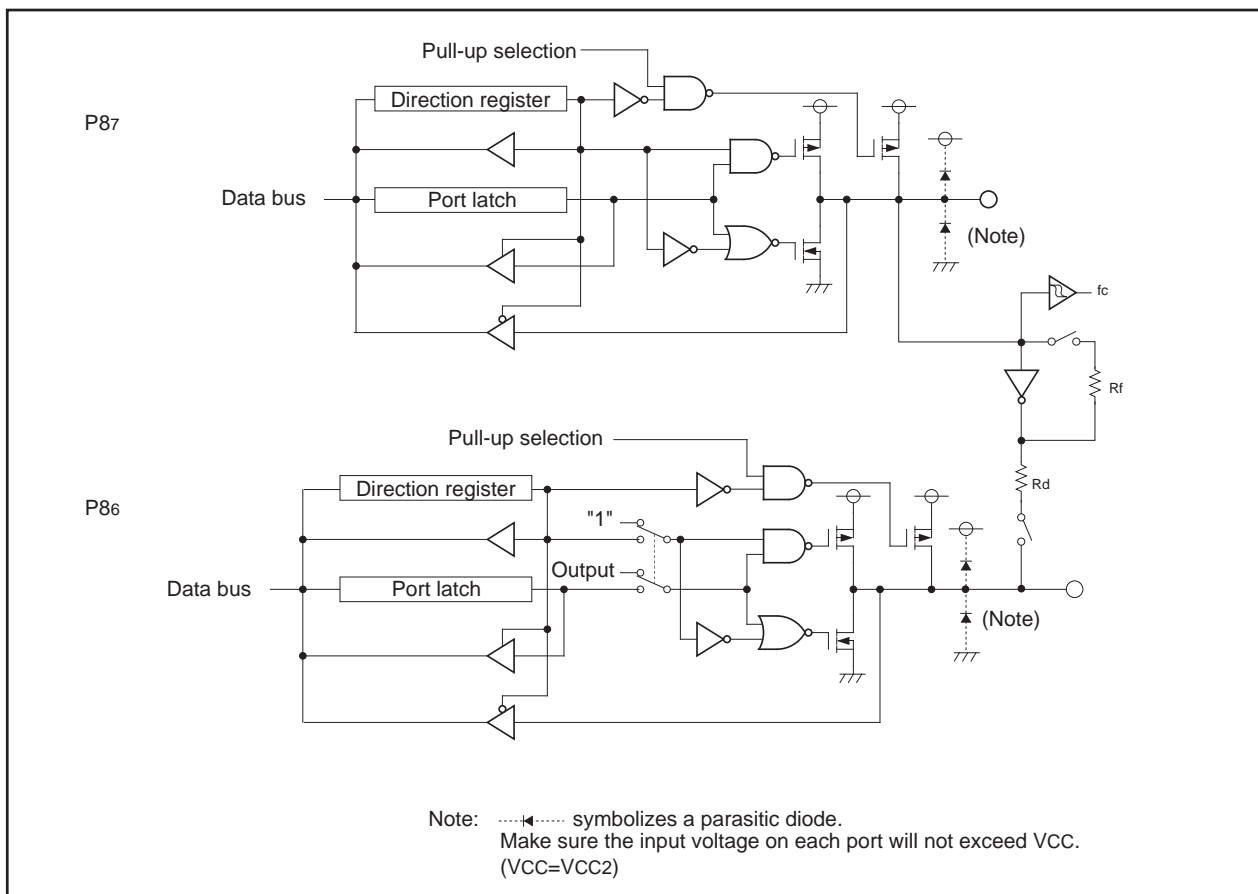 Pull-up selection
Direction register
P87
Data bus
Port latch
(Note)
fc
Rf
Pull-up selection
Direction register
Rd
P86
"1"
Output
Data bus
Port latch
(Note)
Note: symbolizes a parasitic diode.
Make sure the input voltage on each port will not exceed VCC.
(VCC=VCC2)